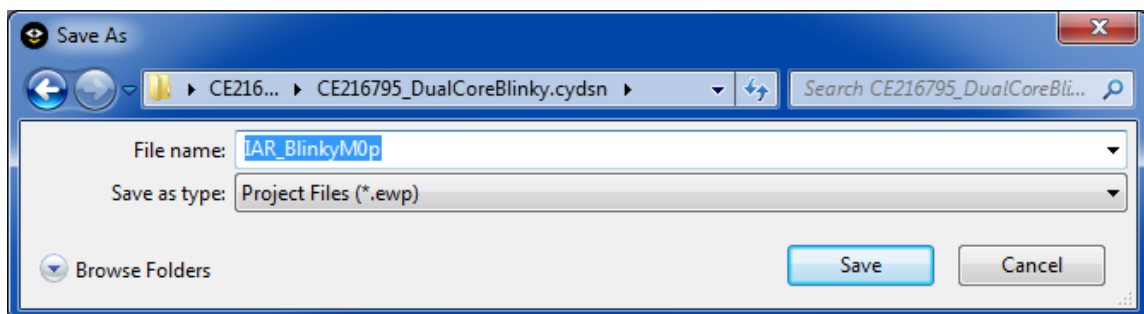 Save As
CE216... CE216795_DualCoreBlinky.cydsn Search CE216795_DualCoreBli...
File name: IAR_BlinkyM0p
Save as type: Project Files (*.ewp)
Browse Folders Save Cancel